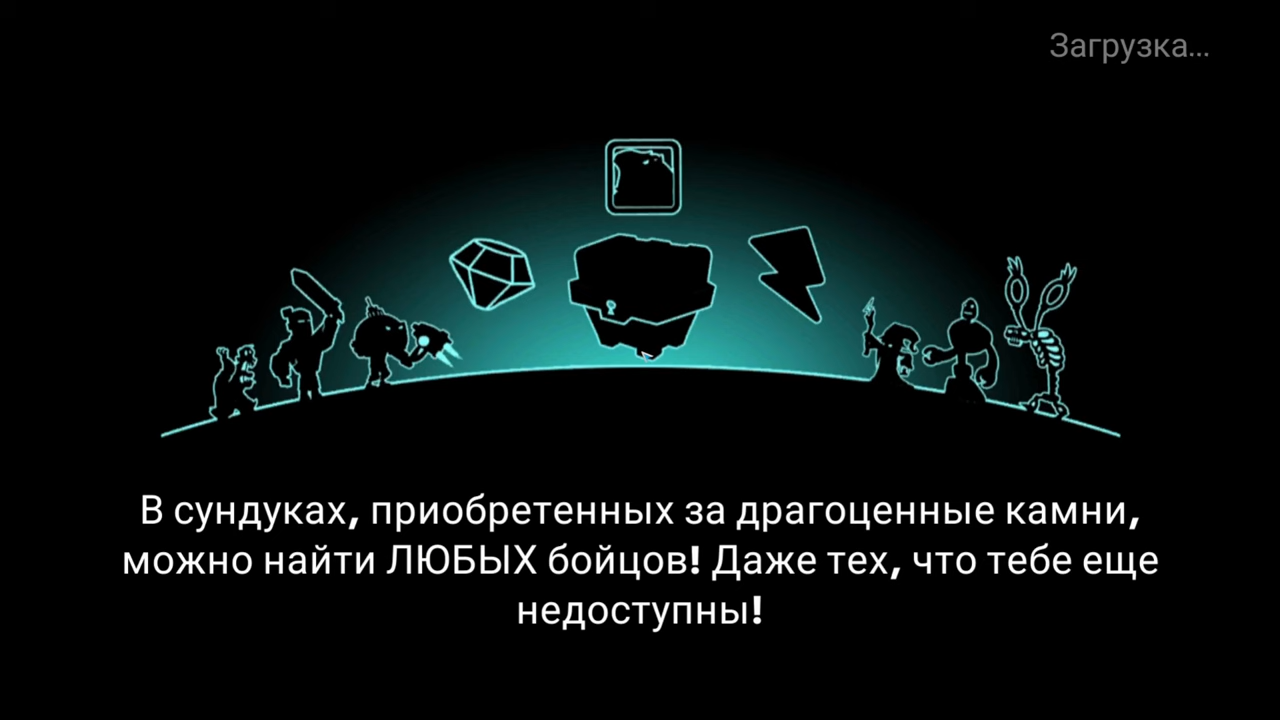 Загрузка...
В сундуках, приобретенных за драгоценные камни,
можно найти ЛЮБЫХ бойцов! Даже тех, что тебе еще
недоступны!